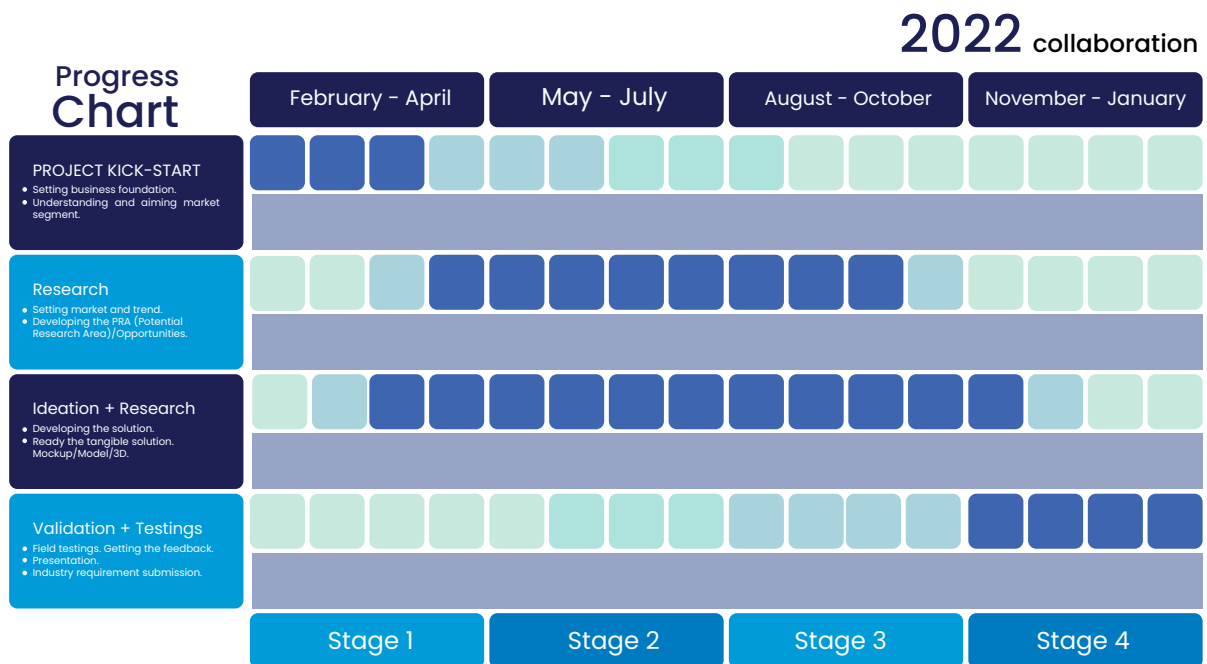 2022 collaboration
Progress
Chart
February - April
May - July
August - October
November - January
PROJECT KICK-START
• Setting business foundation.
• Understanding and aiming market
segment.
Research
• Setting market and trend.
• Developing the PRA (Potential
Research Area)/Opportunities.
Ideation + Research
• Developing the solution.
• Ready the tangible solution.
Mockup/Model/3D.
Validation + Testings
• Field testings. Getting the feedback.
• Presentation.
• Industry requirement submission.
Stage 1
Stage 2
Stage 3
Stage 4